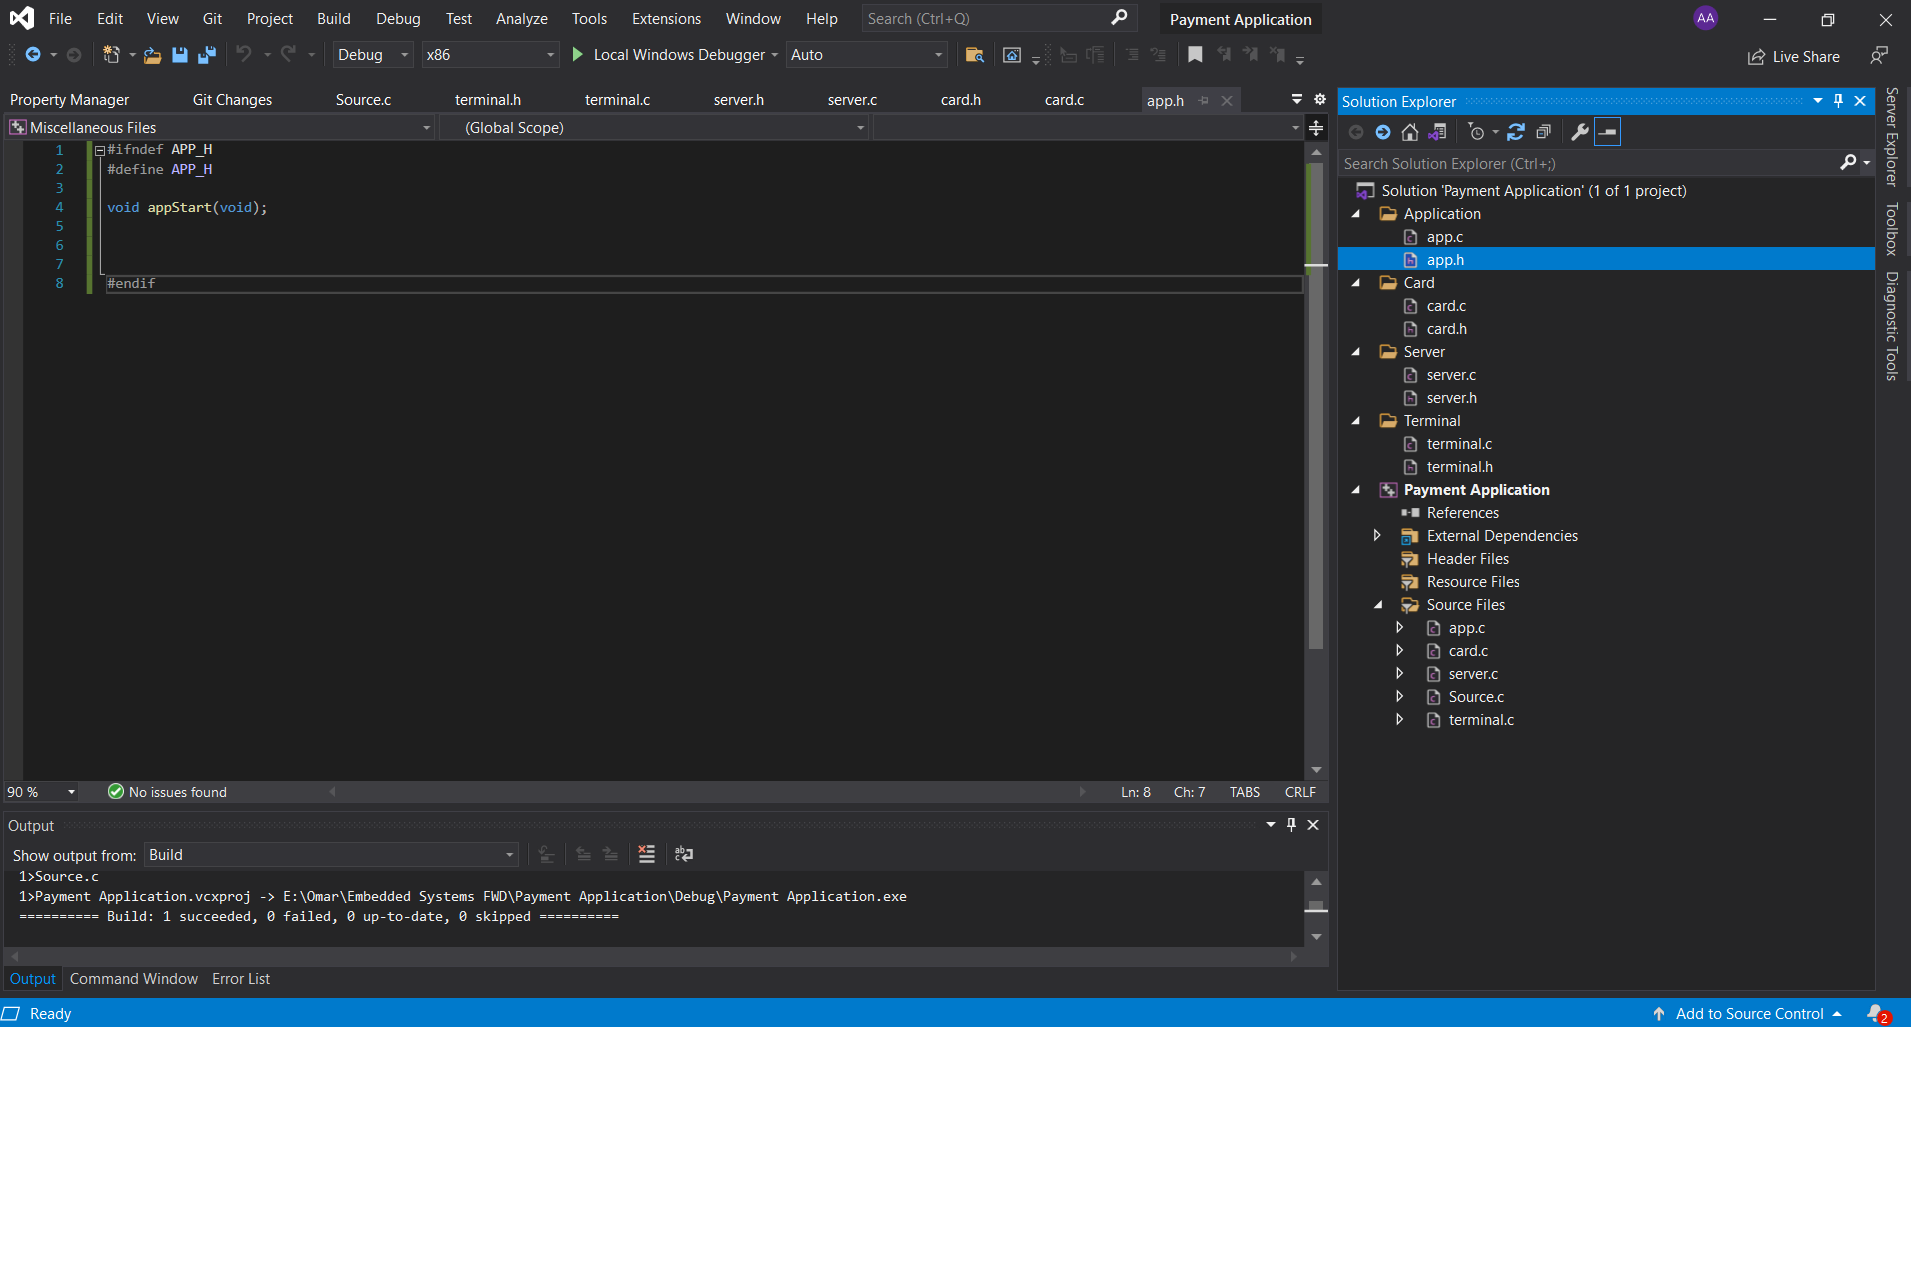 File Edit View Git Project Build Debug Test Analyze Tools Extensions Window Help Search (Ctrl+Q) Payment Application AA
Debug x86 Local Windows Debugger Auto Live Share
Property Manager Git Changes Source.c terminal.h terminal.c server.h server.c card.h card.c app.h
Miscellaneous Files (Global Scope)
1 #ifndef APP_H
2 #define APP_H
3
4 void appStart(void);
5
6
7
8 #endif
90 % No issues found Ln: 8 Ch: 7 TABS CRLF
Output
Show output from: Build
1>Source.c
1>Payment Application.vcxproj -> E:\Omar\Embedded Systems FWD\Payment Application\Debug\Payment Application.exe
========== Build: 1 succeeded, 0 failed, 0 up-to-date, 0 skipped ==========
Output Command Window Error List
Solution Explorer
Search Solution Explorer (Ctrl+;)
Solution 'Payment Application' (1 of 1 project)
Application
app.c
app.h
Card
card.c
card.h
Server
server.c
server.h
Terminal
terminal.c
terminal.h
Payment Application
References
External Dependencies
Header Files
Resource Files
Source Files
app.c
card.c
server.c
Source.c
terminal.c
Server Explorer
Toolbox
Diagnostic Tools
Ready Add to Source Control 2